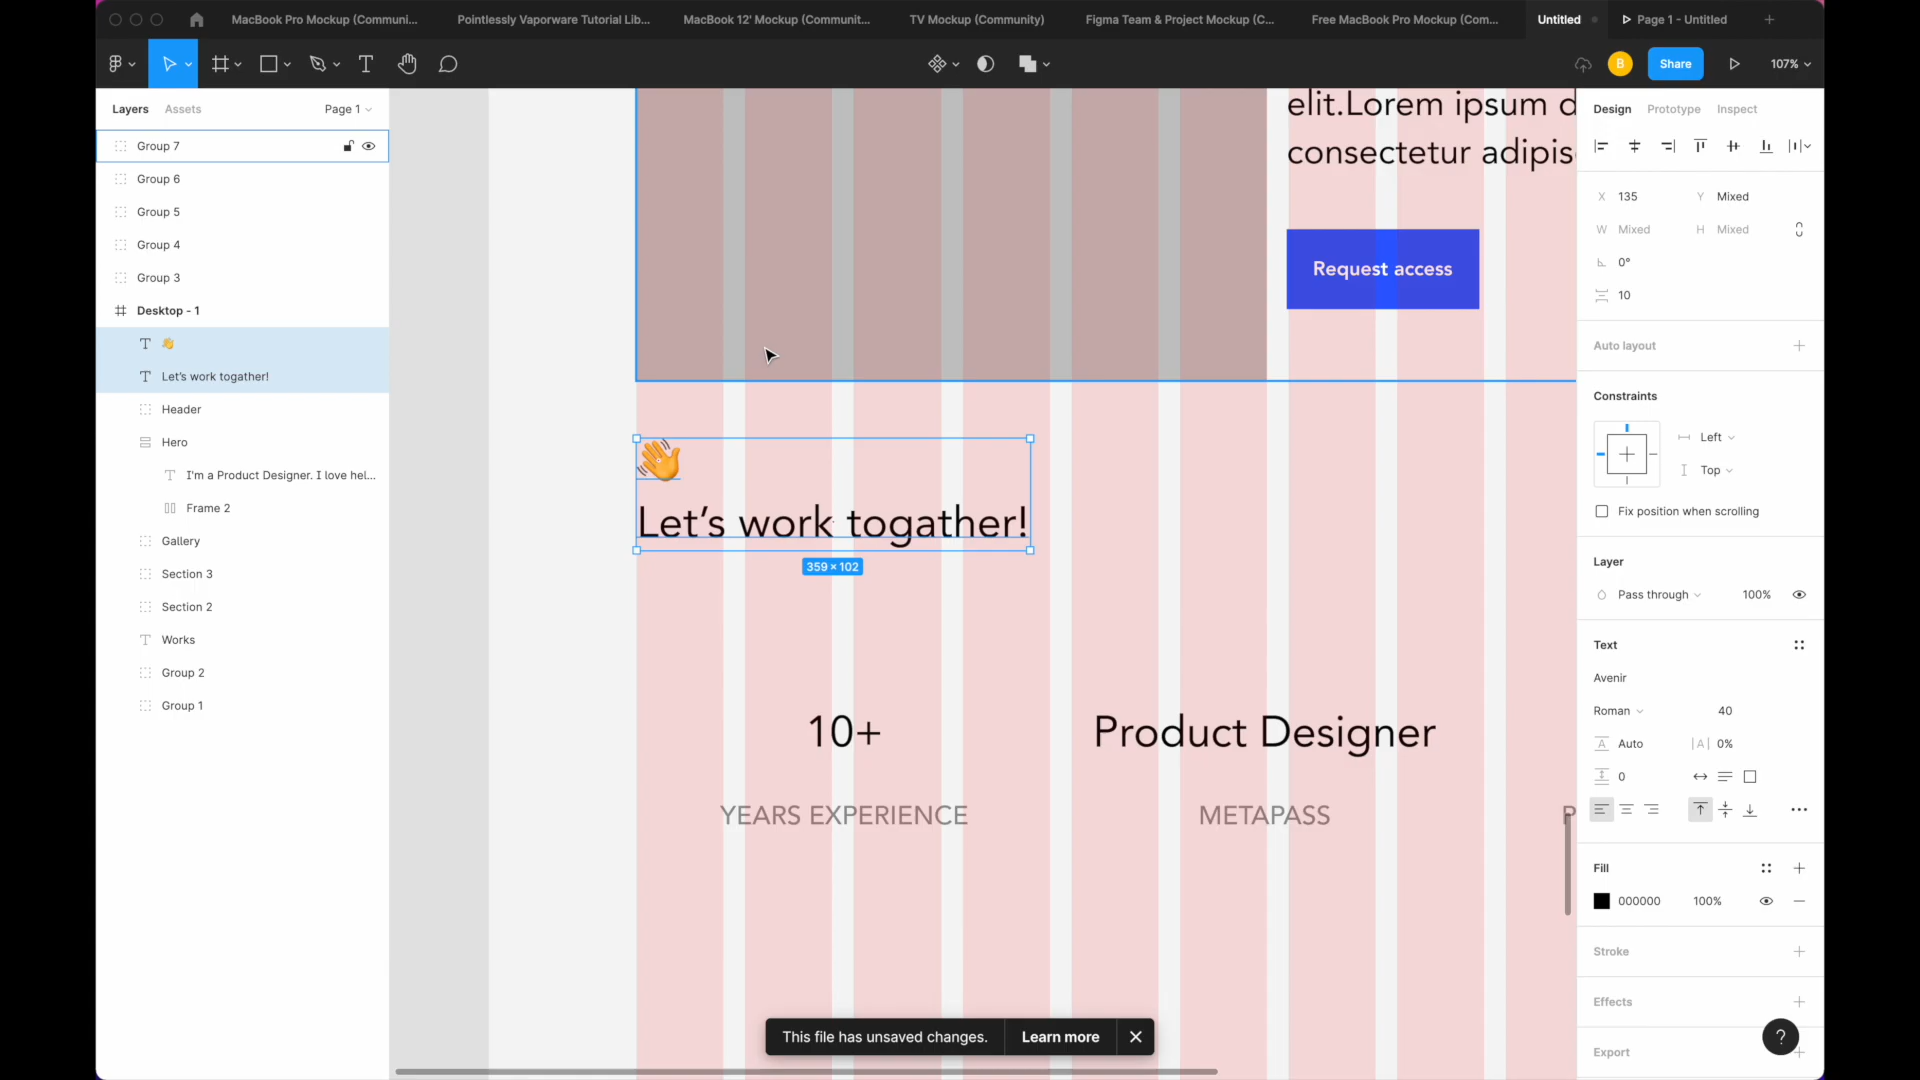 MacBook Pro Mockup (Communi...
Pointlessly Vaporware Tutorial Lib...
MacBook 12' Mockup (Communit...
TV Mockup (Community)
Figma Team & Project Mockup (C...
Free MacBook Pro Mockup (Com...
Untitled
Page 1 - Untitled
B
Share
107%
Layers
Assets
Page 1
Group 7
Group 6
Group 5
Group 4
Group 3
Desktop - 1
👋
Let's work togather!
Header
Hero
I'm a Product Designer. I love hel...
Frame 2
Gallery
Section 3
Section 2
Works
Group 2
Group 1
elit.Lorem ipsum d
consectetur adipis
Request access
👋
Let's work togather!
359 × 102
10+
Product Designer
YEARS EXPERIENCE
METAPASS
P
This file has unsaved changes.
Learn more
Design
Prototype
Inspect
X 135
Y Mixed
W Mixed
H Mixed
0°
10
Auto layout
Constraints
Left
Top
Fix position when scrolling
Layer
Pass through
100%
Text
Avenir
Roman
40
Auto
0%
0
Fill
000000
100%
Stroke
Effects
Export
?